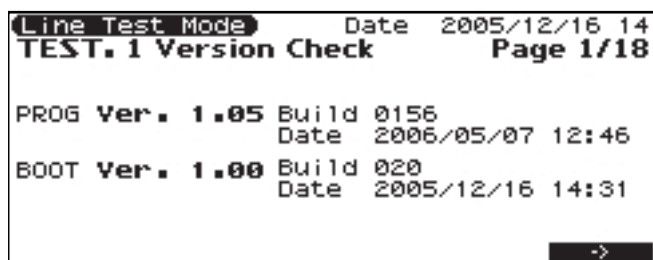 Line Test Mode Date 2005/12/16 14
TEST. 1 Version Check Page 1/18
PROG Ver. 1.05 Build 0156
Date 2006/05/07 12:46
BOOT Ver. 1.00 Build 020
Date 2005/12/16 14:31
->